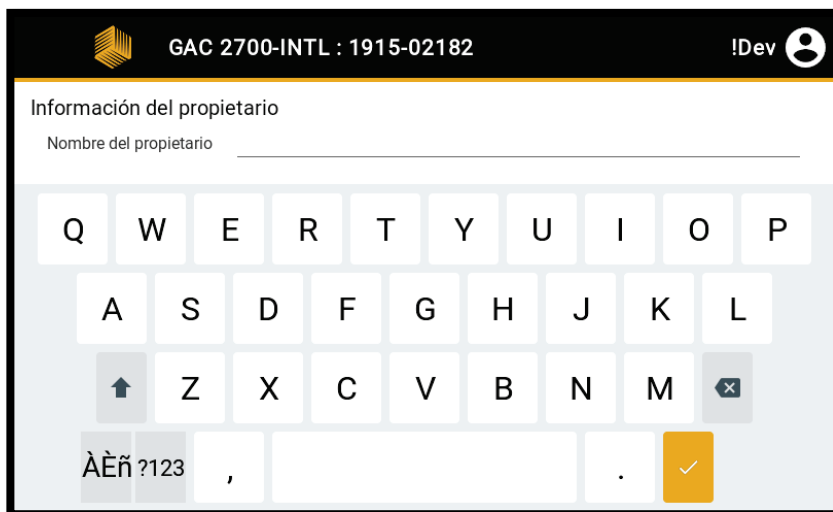 GAC 2700-INTL : 1915-02182 !Dev
Información del propietario
Nombre del propietario
Q W E R T Y U I O P
A S D F G H J K L
Z X C V B N M
ÀÈñ ?123 , .